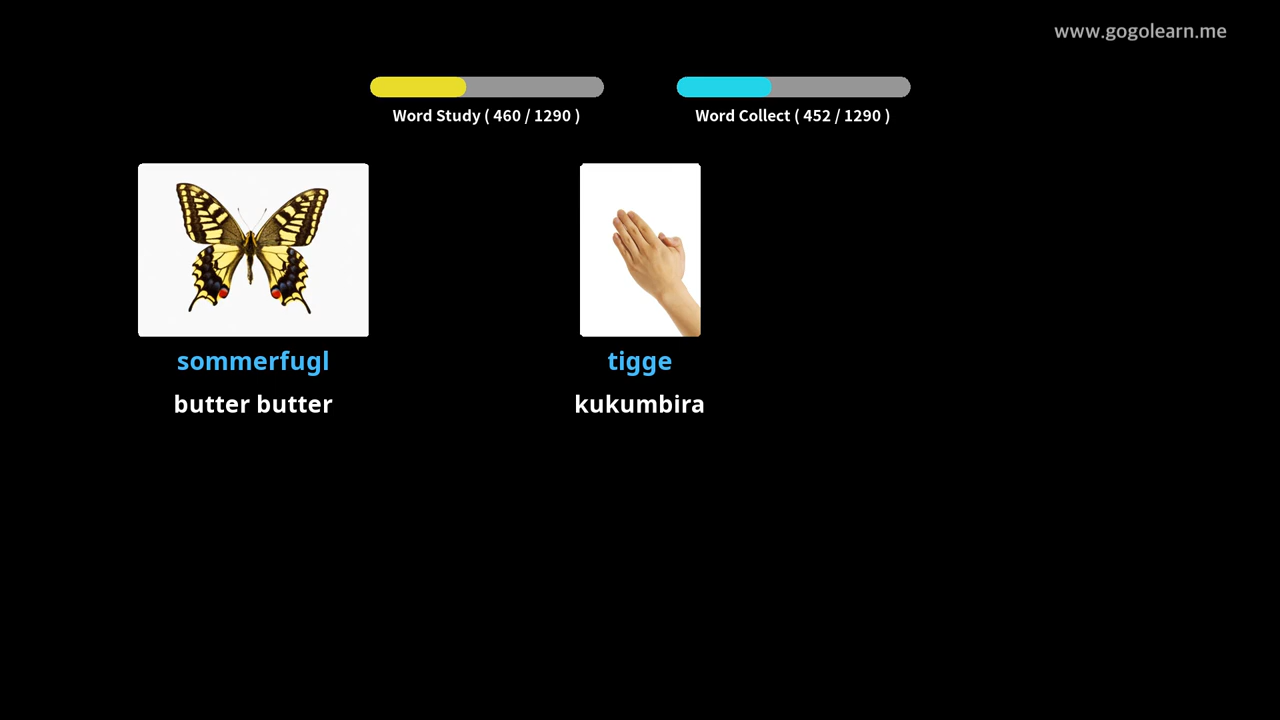 www.gogolearn.me
Word Study ( 460 / 1290 )
Word Collect ( 452 / 1290 )
sommerfugl
tigge
butter butter
kukumbira